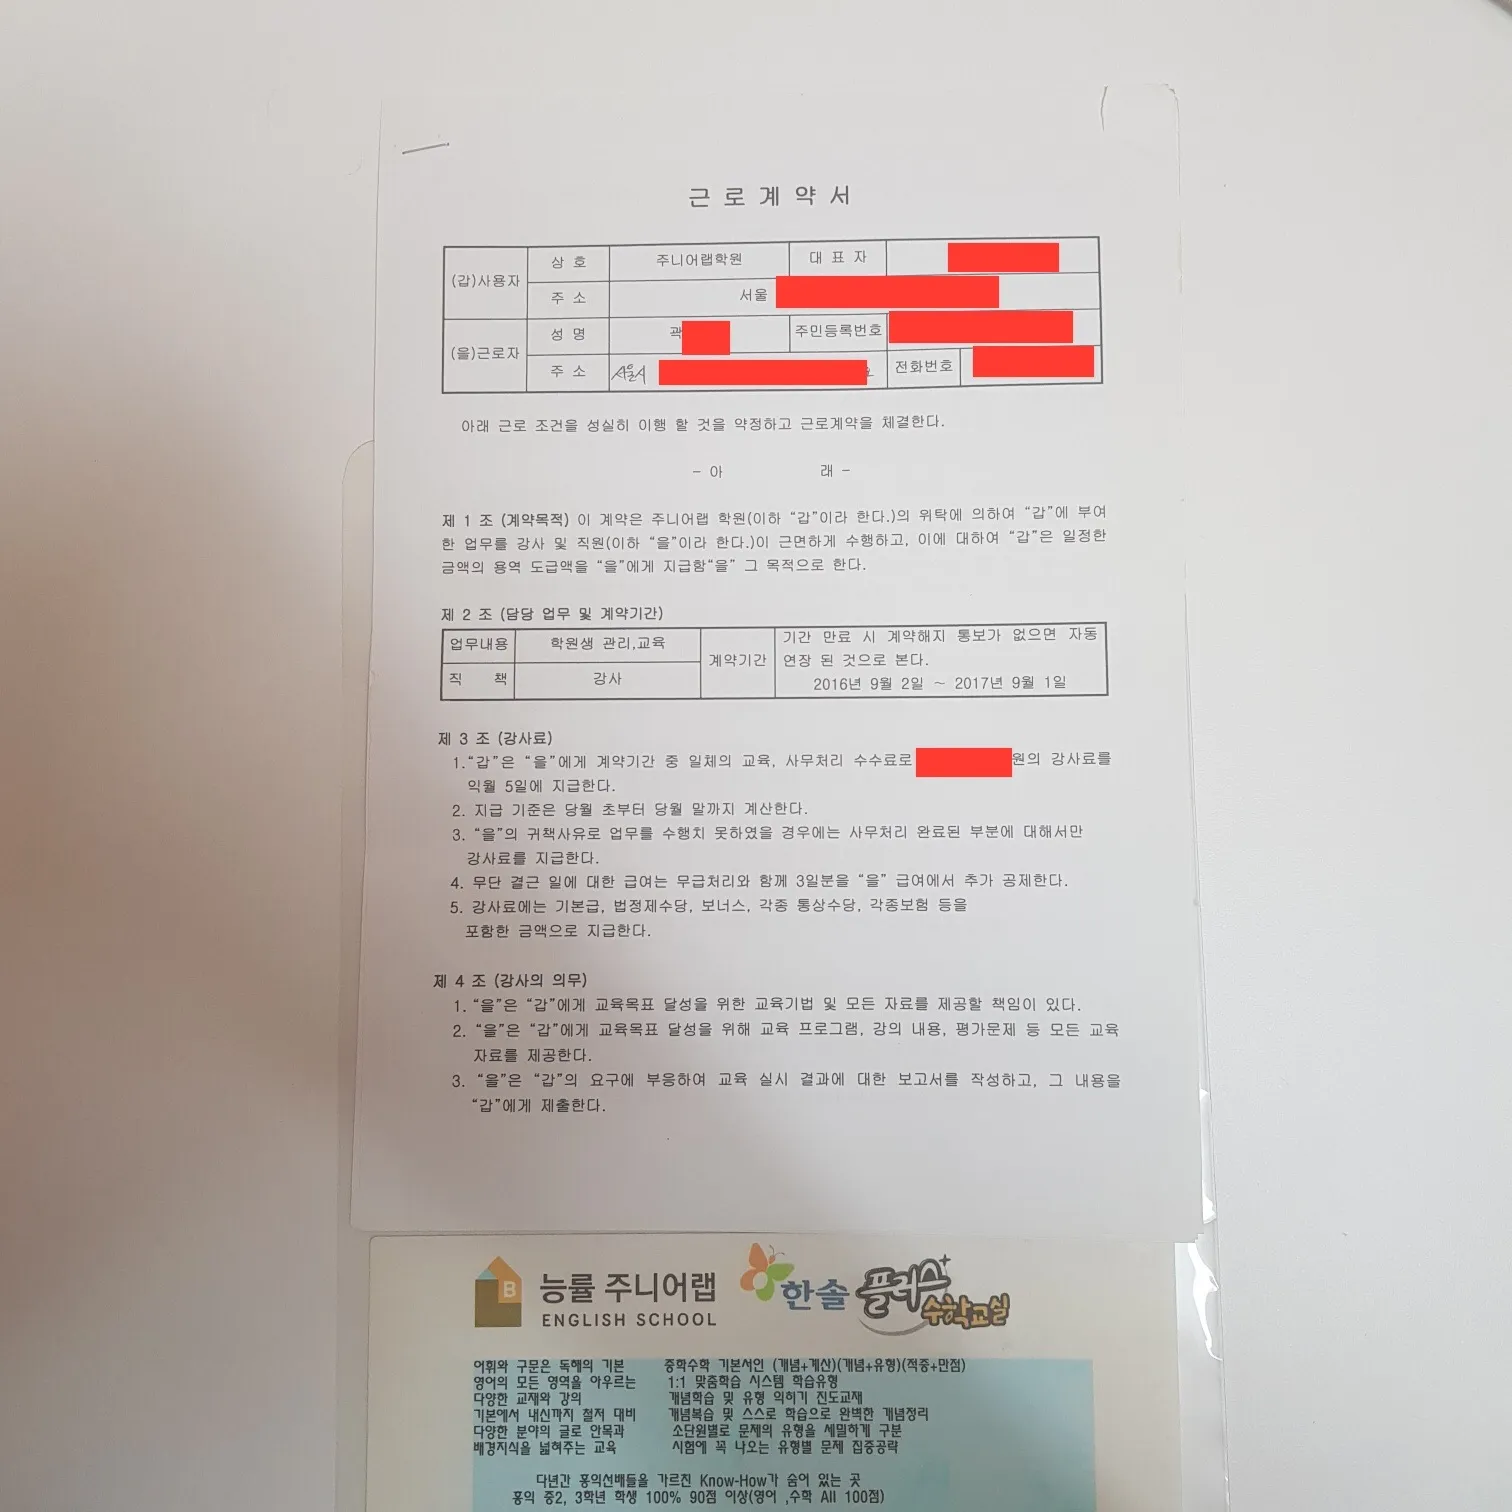 근 로 계 약 서
(갑)사용자 상 호 주니어랩학원 대 표 자
주 소 서울
(을)근로자 성 명 곽 주민등록번호
주 소 서울 전화번호
아래 근로 조건을 성실히 이행 할 것을 약정하고 근로계약을 체결한다.
- 아 래 -
제 1 조 (계약목적) 이 계약은 주니어랩 학원(이하 “갑”이라 한다.)의 위탁에 의하여 “갑”에 부여
한 업무를 강사 및 직원(이하 “을”이라 한다.)이 근면하게 수행하고, 이에 대하여 “갑”은 일정한
금액의 용역 도급액을 “을”에게 지급함“을” 그 목적으로 한다.
제 2 조 (담당 업무 및 계약기간)
업무내용 학원생 관리,교육 계약기간 기간 만료 시 계약해지 통보가 없으면 자동
연장 된 것으로 본다.
직 책 강사 2016년 9월 2일 ~ 2017년 9월 1일
제 3 조 (강사료)
1.“갑”은 “을”에게 계약기간 중 일체의 교육, 사무처리 수수료로 원의 강사료를
익월 5일에 지급한다.
2. 지급 기준은 당월 초부터 당월 말까지 계산한다.
3. “을”의 귀책사유로 업무를 수행치 못하였을 경우에는 사무처리 완료된 부분에 대해서만
강사료를 지급한다.
4. 무단 결근 일에 대한 급여는 무급처리와 함께 3일분을 “을” 급여에서 추가 공제한다.
5. 강사료에는 기본급, 법정제수당, 보너스, 각종 통상수당, 각종보험 등을
포함한 금액으로 지급한다.
제 4 조 (강사의 의무)
1. “을”은 “갑”에게 교육목표 달성을 위한 교육기법 및 모든 자료를 제공할 책임이 있다.
2. “을”은 “갑”에게 교육목표 달성을 위해 교육 프로그램, 강의 내용, 평가문제 등 모든 교육
자료를 제공한다.
3. “을”은 “갑”의 요구에 부응하여 교육 실시 결과에 대한 보고서를 작성하고, 그 내용을
“갑”에게 제출한다.
B 능률 주니어랩 한솔 플러스
ENGLISH SCHOOL 수학교실
어휘와 구문은 독해의 기본 중학수학 기본서인 (개념+계산)(개념+유형)(적중+만점)
영어의 모든 영역을 아우르는 1:1 맞춤학습 시스템 학습유형
다양한 교재와 강의 개념학습 및 유형 익히기 진도교재
기본에서 내신까지 철저 대비 개념복습 및 스스로 학습으로 완벽한 개념정리
다양한 분야의 글로 안목과 소단원별로 문제의 유형을 세밀하게 구분
배경지식을 넓혀주는 교육 시험에 꼭 나오는 유형별 문제 집중공략
다년간 홍익선배들을 가르친 Know-How가 숨어 있는 곳
홍익 중2, 3학년 학생 100% 90점 이상(영어 ,수학 All 100점)